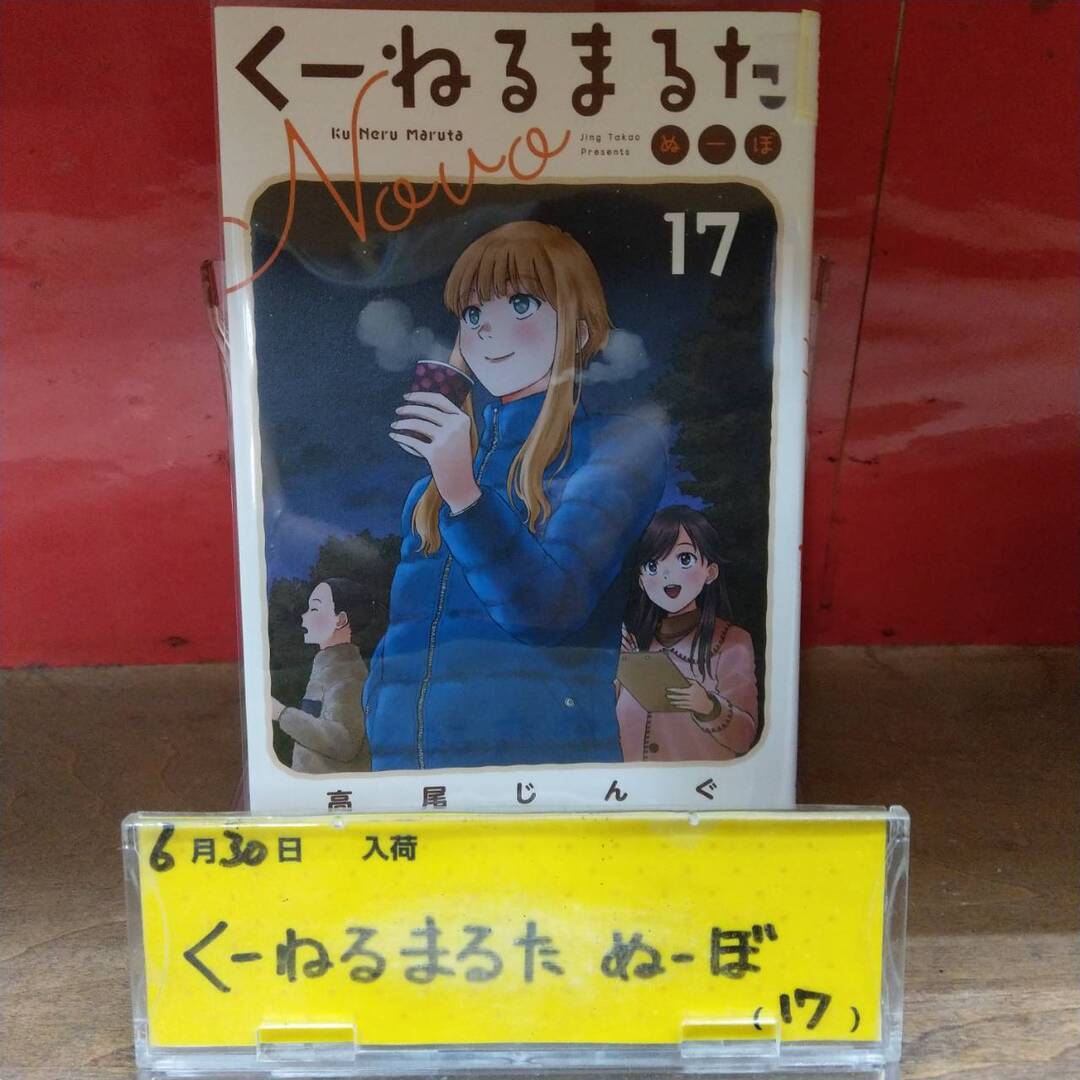 くーねるまるた
Ku Neru Maruta
Novo
Jing Takao
Presents
ぬーぼ
17
高尾じんぐ
6月30日 入荷
くーねるまるた ぬーぼ
(17)